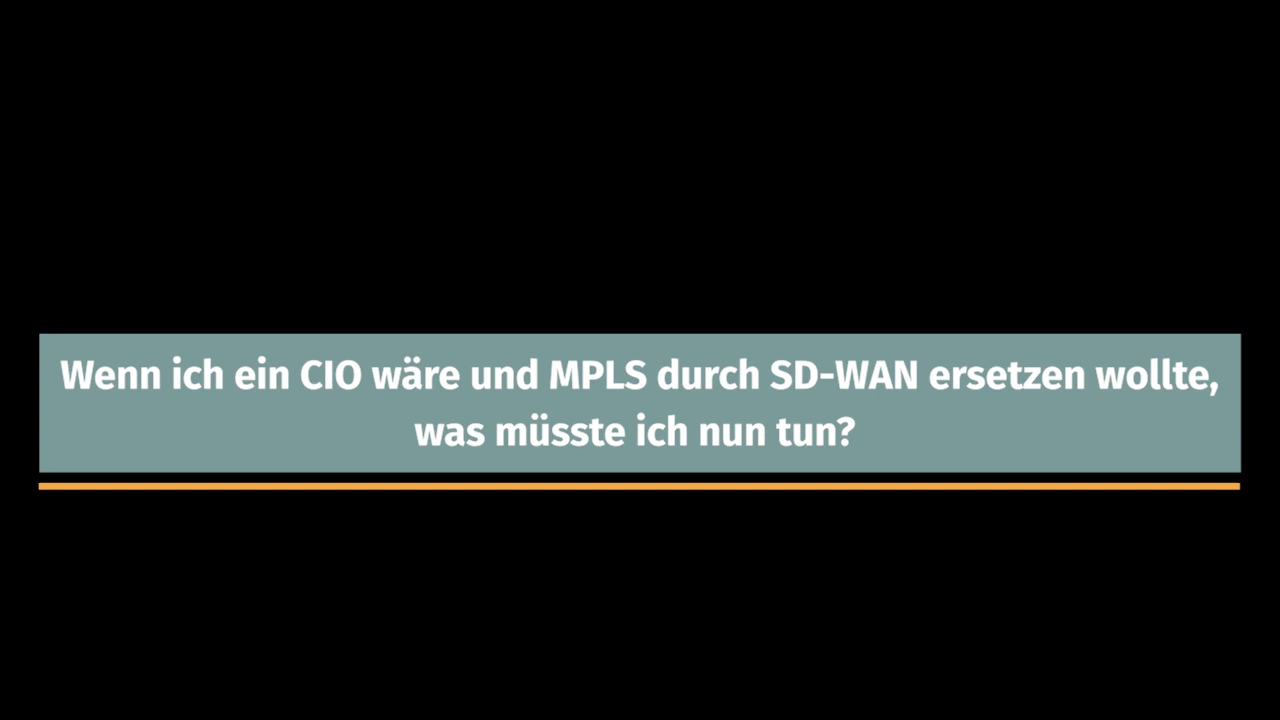 Wenn ich ein CIO wäre und MPLS durch SD-WAN ersetzen wollte,
was müsste ich nun tun?